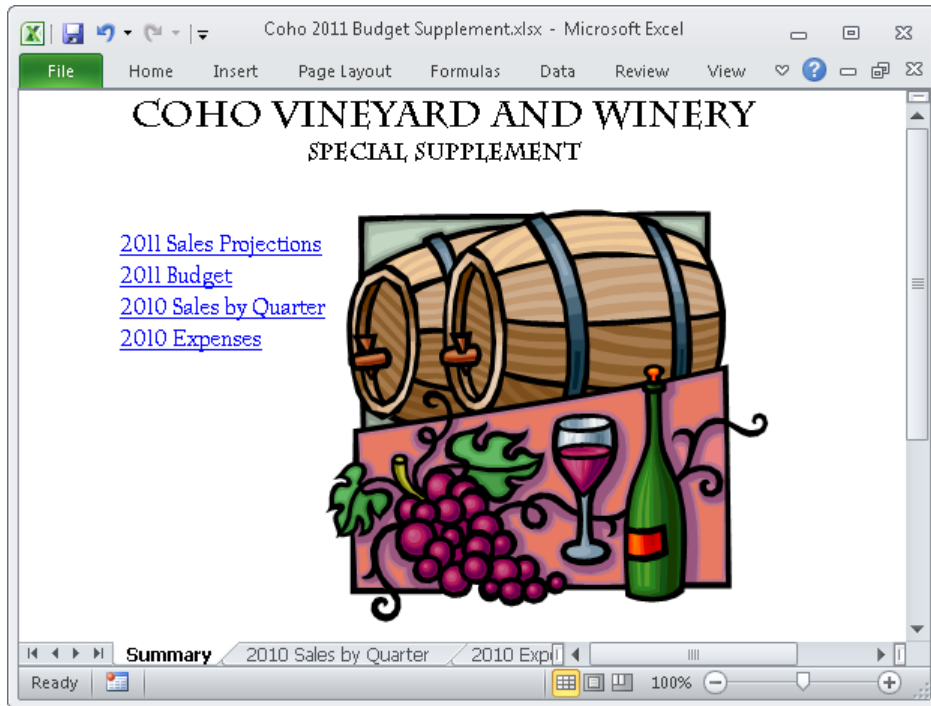 Coho 2011 Budget Supplement.xlsx - Microsoft Excel
File Home Insert Page Layout Formulas Data Review View
COHO VINEYARD AND WINERY
SPECIAL SUPPLEMENT
2011 Sales Projections
2011 Budget
2010 Sales by Quarter
2010 Expenses
Summary 2010 Sales by Quarter 2010 Exp
Ready 100%